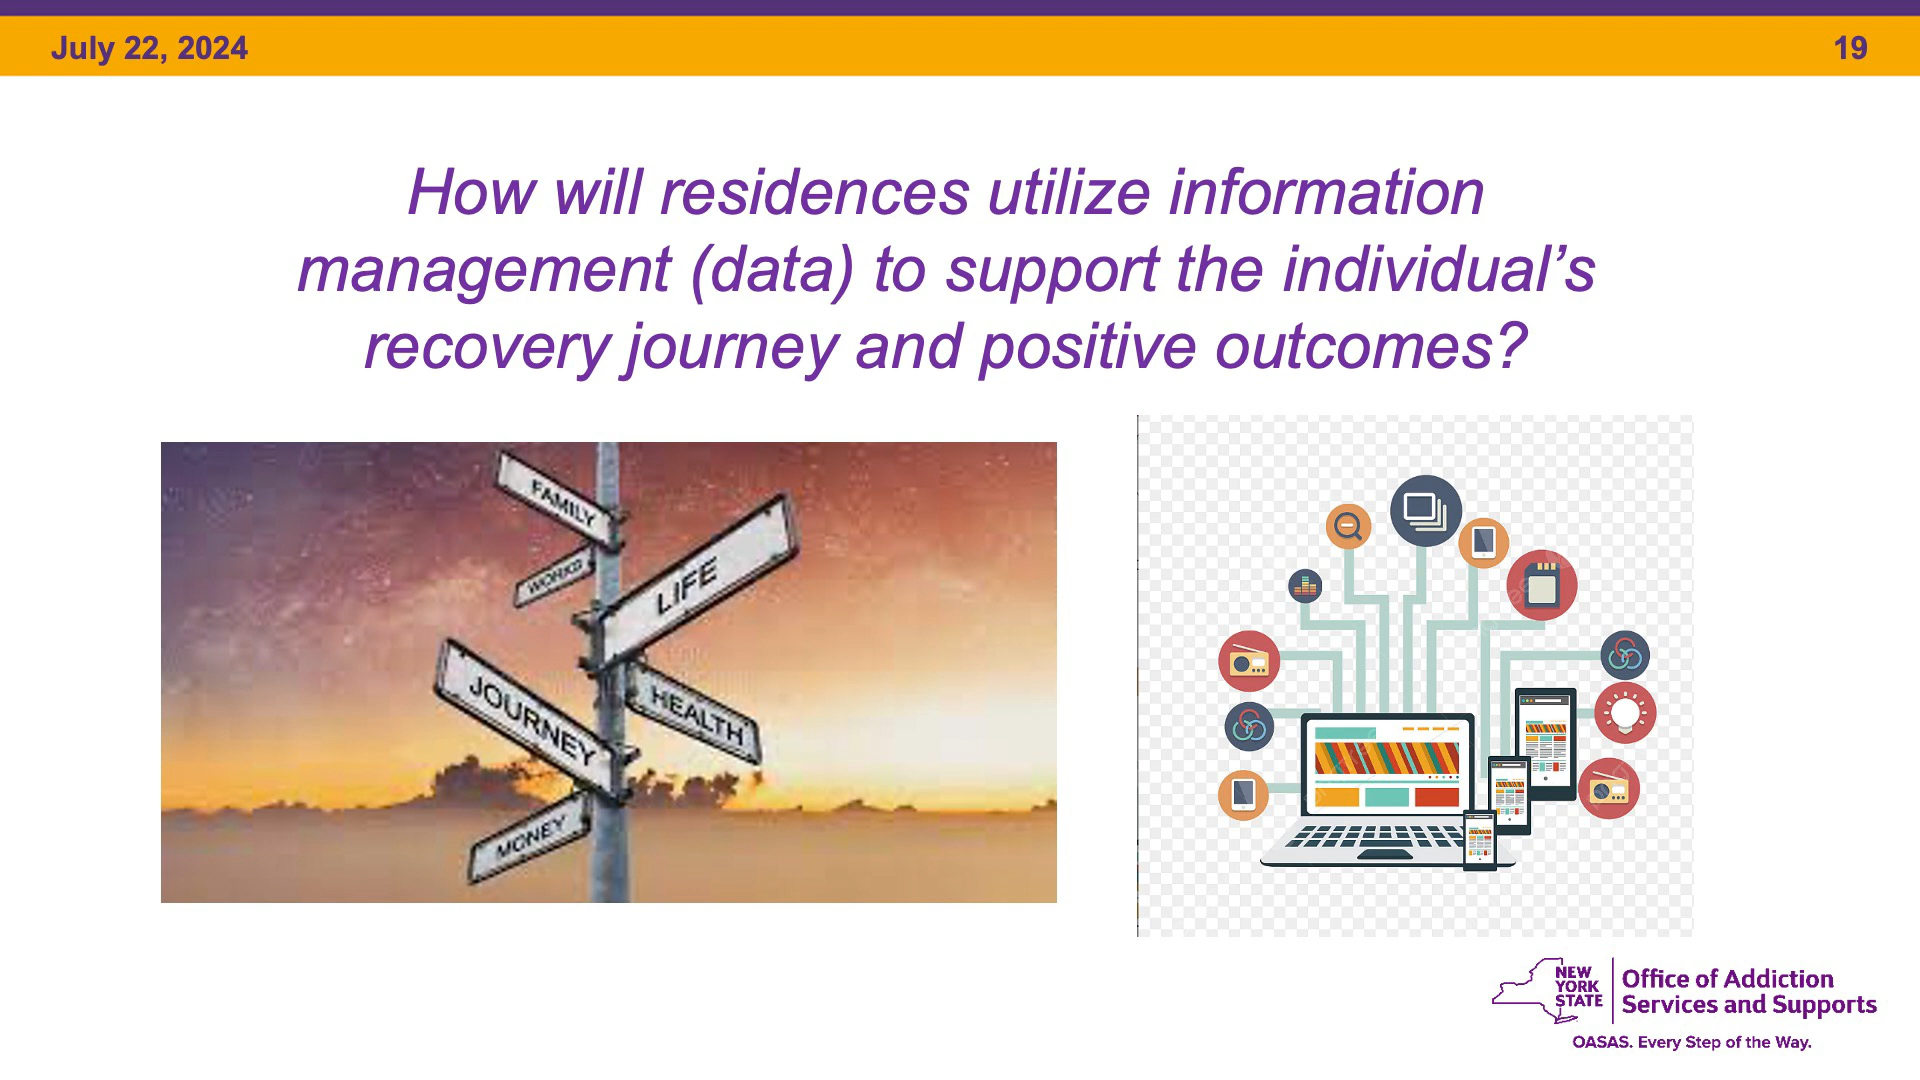 July 22, 2024
19
How will residences utilize information
management (data) to support the individual’s
recovery journey and positive outcomes?
FAMILY
WORKS
LIFE
JOURNEY
HEALTH
MONEY
NEW
YORK
STATE
Office of Addiction
Services and Supports
OASAS. Every Step of the Way.